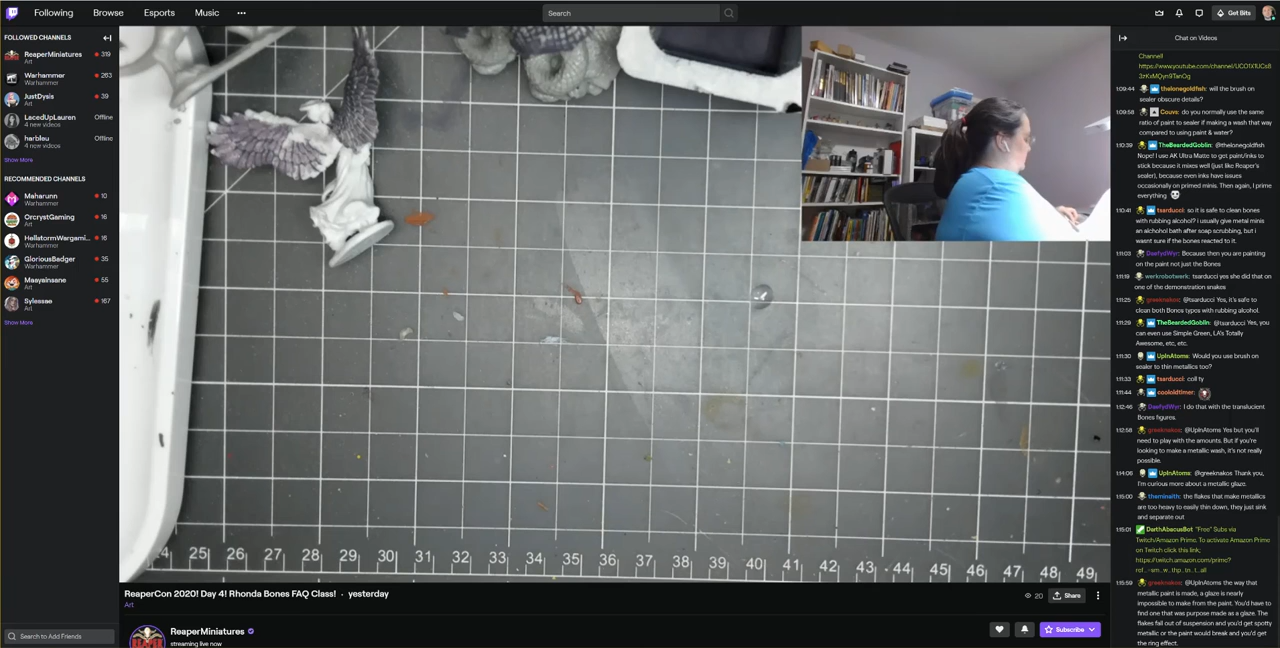 Following Browse Esports Music ••• Search Get Bits
FOLLOWED CHANNELS
ReaperMiniatures 319
Art
Warhammer 263
Warhammer
JustDysis 39
Art
LacedUpLauren Offline
4 new videos
harbleu Offline
4 new videos
Show More
RECOMMENDED CHANNELS
Maharunn 10
Warhammer
OrcrystGaming 16
Art
HellstormWargami... 16
Warhammer
GloriousBadger 35
Warhammer
Maayainsane 55
Art
Sylessae 167
Art
Show More
Search to Add Friends
25 26 27 28 29 30 31 32 33 34 35 36 37 38 39 40 41 42 43 44 45 46 47 48 49
ReaperCon 2020! Day 4! Rhonda Bones FAQ Class! · yesterday
Art
20 Share
ReaperMiniatures
streaming live now
Subscribe
Chat on Videos
Channel
1:09:44 thelonegoldfish: will the brush on
sealer obscure details?
1:09:58 Couvs: do you normally use the same
ratio of paint to sealer if making a wash that way
compared to using paint & water?
1:10:39 TheBeardedGoblin: @thelonegoldfish
Nope! I use AK Ultra Matte to get paint/inks to
stick because it mixes well (just like Reaper's
sealer), because even inks have issues
occasionally on primed minis. Then again, I prime
everything
1:10:41 tsarducci: so it is safe to clean bones
with rubbing alcohol? i usually give metal minis
an alcohol bath after soap scrubbing, but i
wasnt sure if the bones reacted to it.
1:11:03 DaefydWyr: Because then you are painting
on the paint not just the Bones
1:11:19 werkrobotwerk: tsarducci yes she did that on
one of the demonstration snakes
1:11:25 greeknakos: @tsarducci Yes, it's safe to
clean both Bones typos with rubbing alcohol.
1:11:29 TheBeardedGoblin: @tsarducci Yes, you
can even use Simple Green, LA's Totally
Awesome, etc, etc.
1:11:30 UpInAtoms: Would you use brush on
sealer to thin metallics too?
1:11:33 tsarducci: coll ty
1:11:44 coololdtimer:
1:12:46 DaefydWyr: I do that with the translucient
Bones figures.
1:12:58 greeknakos: @UpInAtoms Yes but you'll
need to play with the amounts. But if you're
looking to make a metallic wash, it's not really
possible.
1:14:06 UpInAtoms: @greeknakos Thank you,
I'm curious more about a metallic glaze.
1:15:00 theminaith: the flakes that make metallics
are too heavy to easily thin down, they just sink
and separate out
1:15:01 DarthAbacusBot "Free" Subs via
Twitch/Amazon Prime. To activate Amazon Prime
on Twitch click this link;
https://twitch.amazon.com/prime?
1:15:59 greeknakos: @UpInAtoms the way that
metallic paint is made, a glaze is nearly
impossible to make from the paint. You'd have to
find one that was purpose made as a glaze. The
flakes fall out of suspension and you'd get spotty
metallic or the paint would break and you'd get
the ring effect.